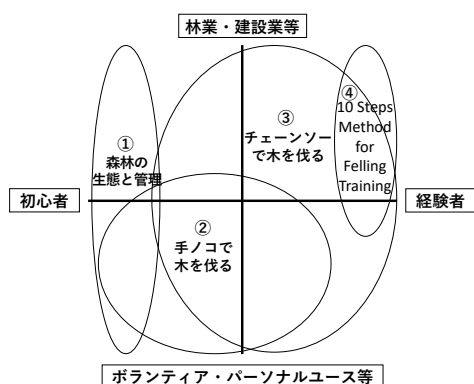 林業・建設業等
①
森林の
生態と管理
③
チェーンソー
で木を伐る
④
10 Steps
Method
for
Felling
Training
初心者
経験者
②
手ノコで
木を伐る
ボランティア・パーソナルユース等